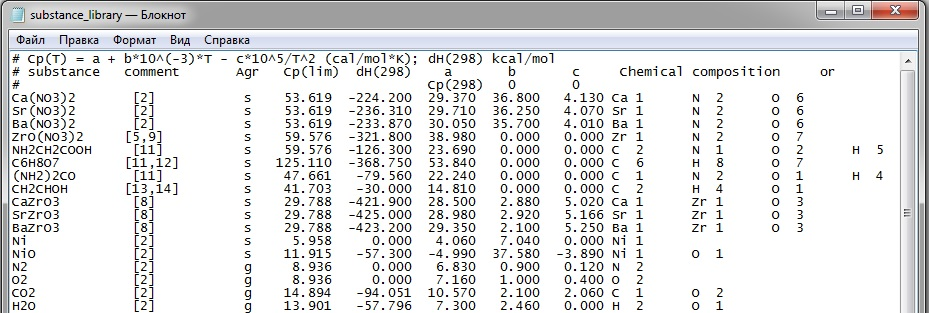 substance_library — Блокнот
Файл Правка Формат Вид Справка
# Cp(T) = a + b*10^(-3)*T - c*10^5/T^2 (cal/mol*K); dH(298) kcal/mol
# substance comment Agr Cp(lim) dH(298) a b c Chemical composition or
# Cp(298) 0 0
Ca(NO3)2 [2] s 53.619 -224.200 29.370 36.800 4.130 Ca 1 N 2 O 6
Sr(NO3)2 [2] s 53.619 -236.310 29.710 36.250 4.070 Sr 1 N 2 O 6
Ba(NO3)2 [2] s 53.619 -233.870 30.050 35.700 4.010 Ba 1 N 2 O 6
ZrO(NO3)2 [5,9] s 59.576 -321.800 38.980 0.000 0.000 Zr 1 N 2 O 7
NH2CH2COOH [11] s 59.576 -126.300 23.690 0.000 0.000 C 2 N 1 O 2 H 5
C6H8O7 [11,12] s 125.110 -368.750 53.840 0.000 0.000 C 6 H 8 O 7
(NH2)2CO [11] s 47.661 -79.560 22.240 0.000 0.000 C 1 N 2 O 1 H 4
CH2CHOH [13,14] s 41.703 -30.000 14.810 0.000 0.000 C 2 H 4 O 1
CaZrO3 [8] s 29.788 -421.900 28.500 2.880 5.020 Ca 1 Zr 1 O 3
SrZrO3 [8] s 29.788 -425.000 28.980 2.920 5.166 Sr 1 Zr 1 O 3
BaZrO3 [8] s 29.788 -423.200 29.350 2.100 5.250 Ba 1 Zr 1 O 3
Ni [2] s 5.958 0.000 4.060 7.040 0.000 Ni 1
NiO [2] s 11.915 -57.300 -4.990 37.580 -3.890 Ni 1 O 1
N2 [2] g 8.936 0.000 6.830 0.900 0.120 N 2
O2 [2] g 8.936 0.000 7.160 1.000 0.400 O 2
CO2 [2] g 14.894 -94.051 10.570 2.100 2.060 C 1 O 2
H2O [2] g 13.901 -57.796 7.300 2.460 0.000 H 2 O 1